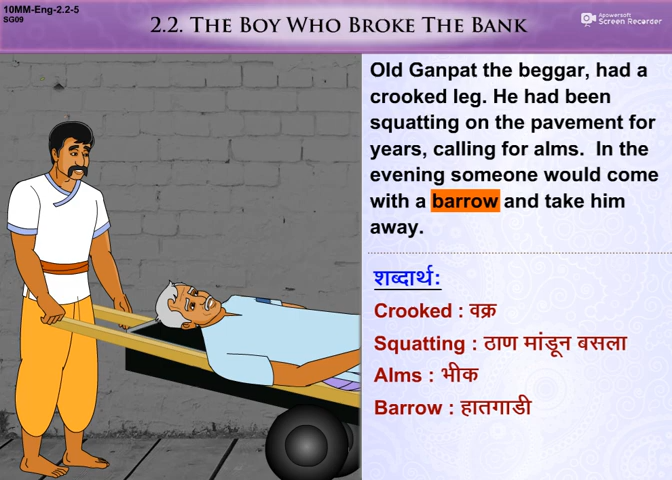 10MM-Eng-2.2-5
SG09
2.2. The Boy Who Broke The Bank
Apowersoft
Screen Recorder
Old Ganpat the beggar, had a
crooked leg. He had been
squatting on the pavement for
years, calling for alms. In the
evening someone would come
with a barrow and take him
away.
शब्दार्थ:
Crooked : वक्र
Squatting : ठाण मांडून बसला
Alms : भीक
Barrow : हातगाडी